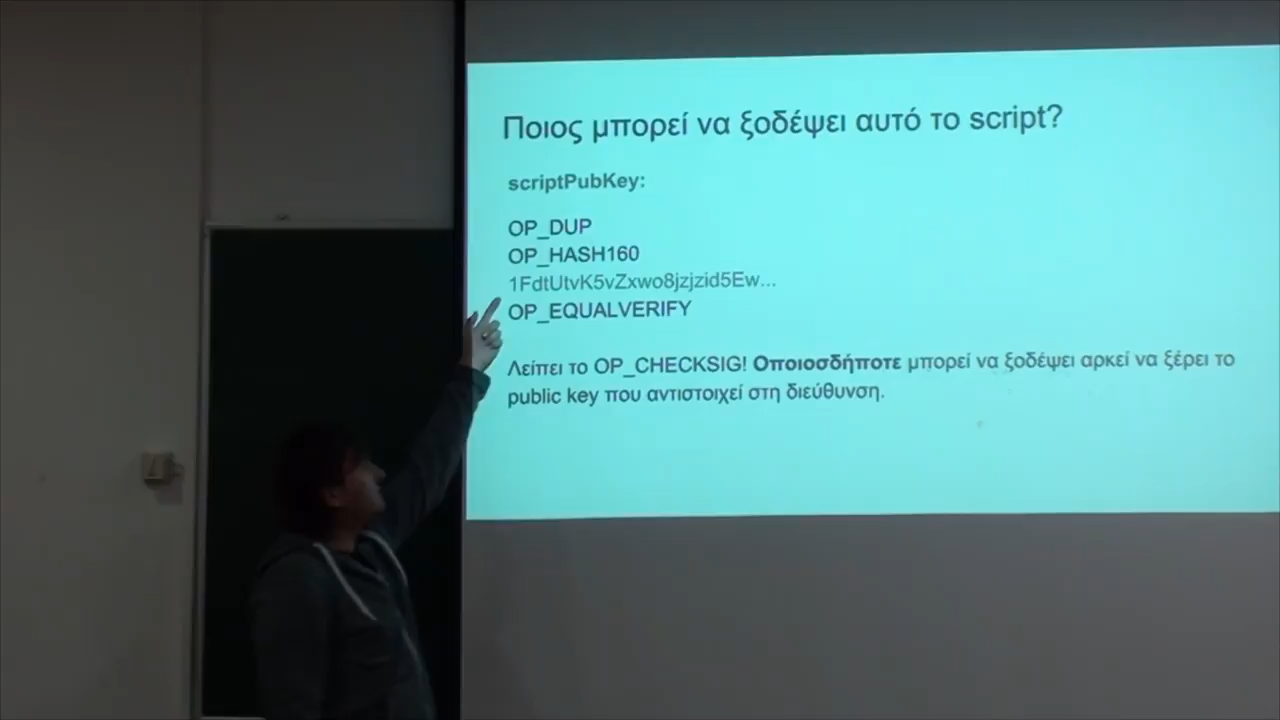 Ποιος μπορεί να ξοδέψει αυτό το script?
scriptPubKey:
OP_DUP
OP_HASH160
1FdtUtvK5vZxwo8jzjzid5Ew...
OP_EQUALVERIFY
Λείπει το OP_CHECKSIG! Οποιοσδήποτε μπορεί να ξοδέψει αρκεί να ξέρει το
public key που αντιστοιχεί στη διεύθυνση.